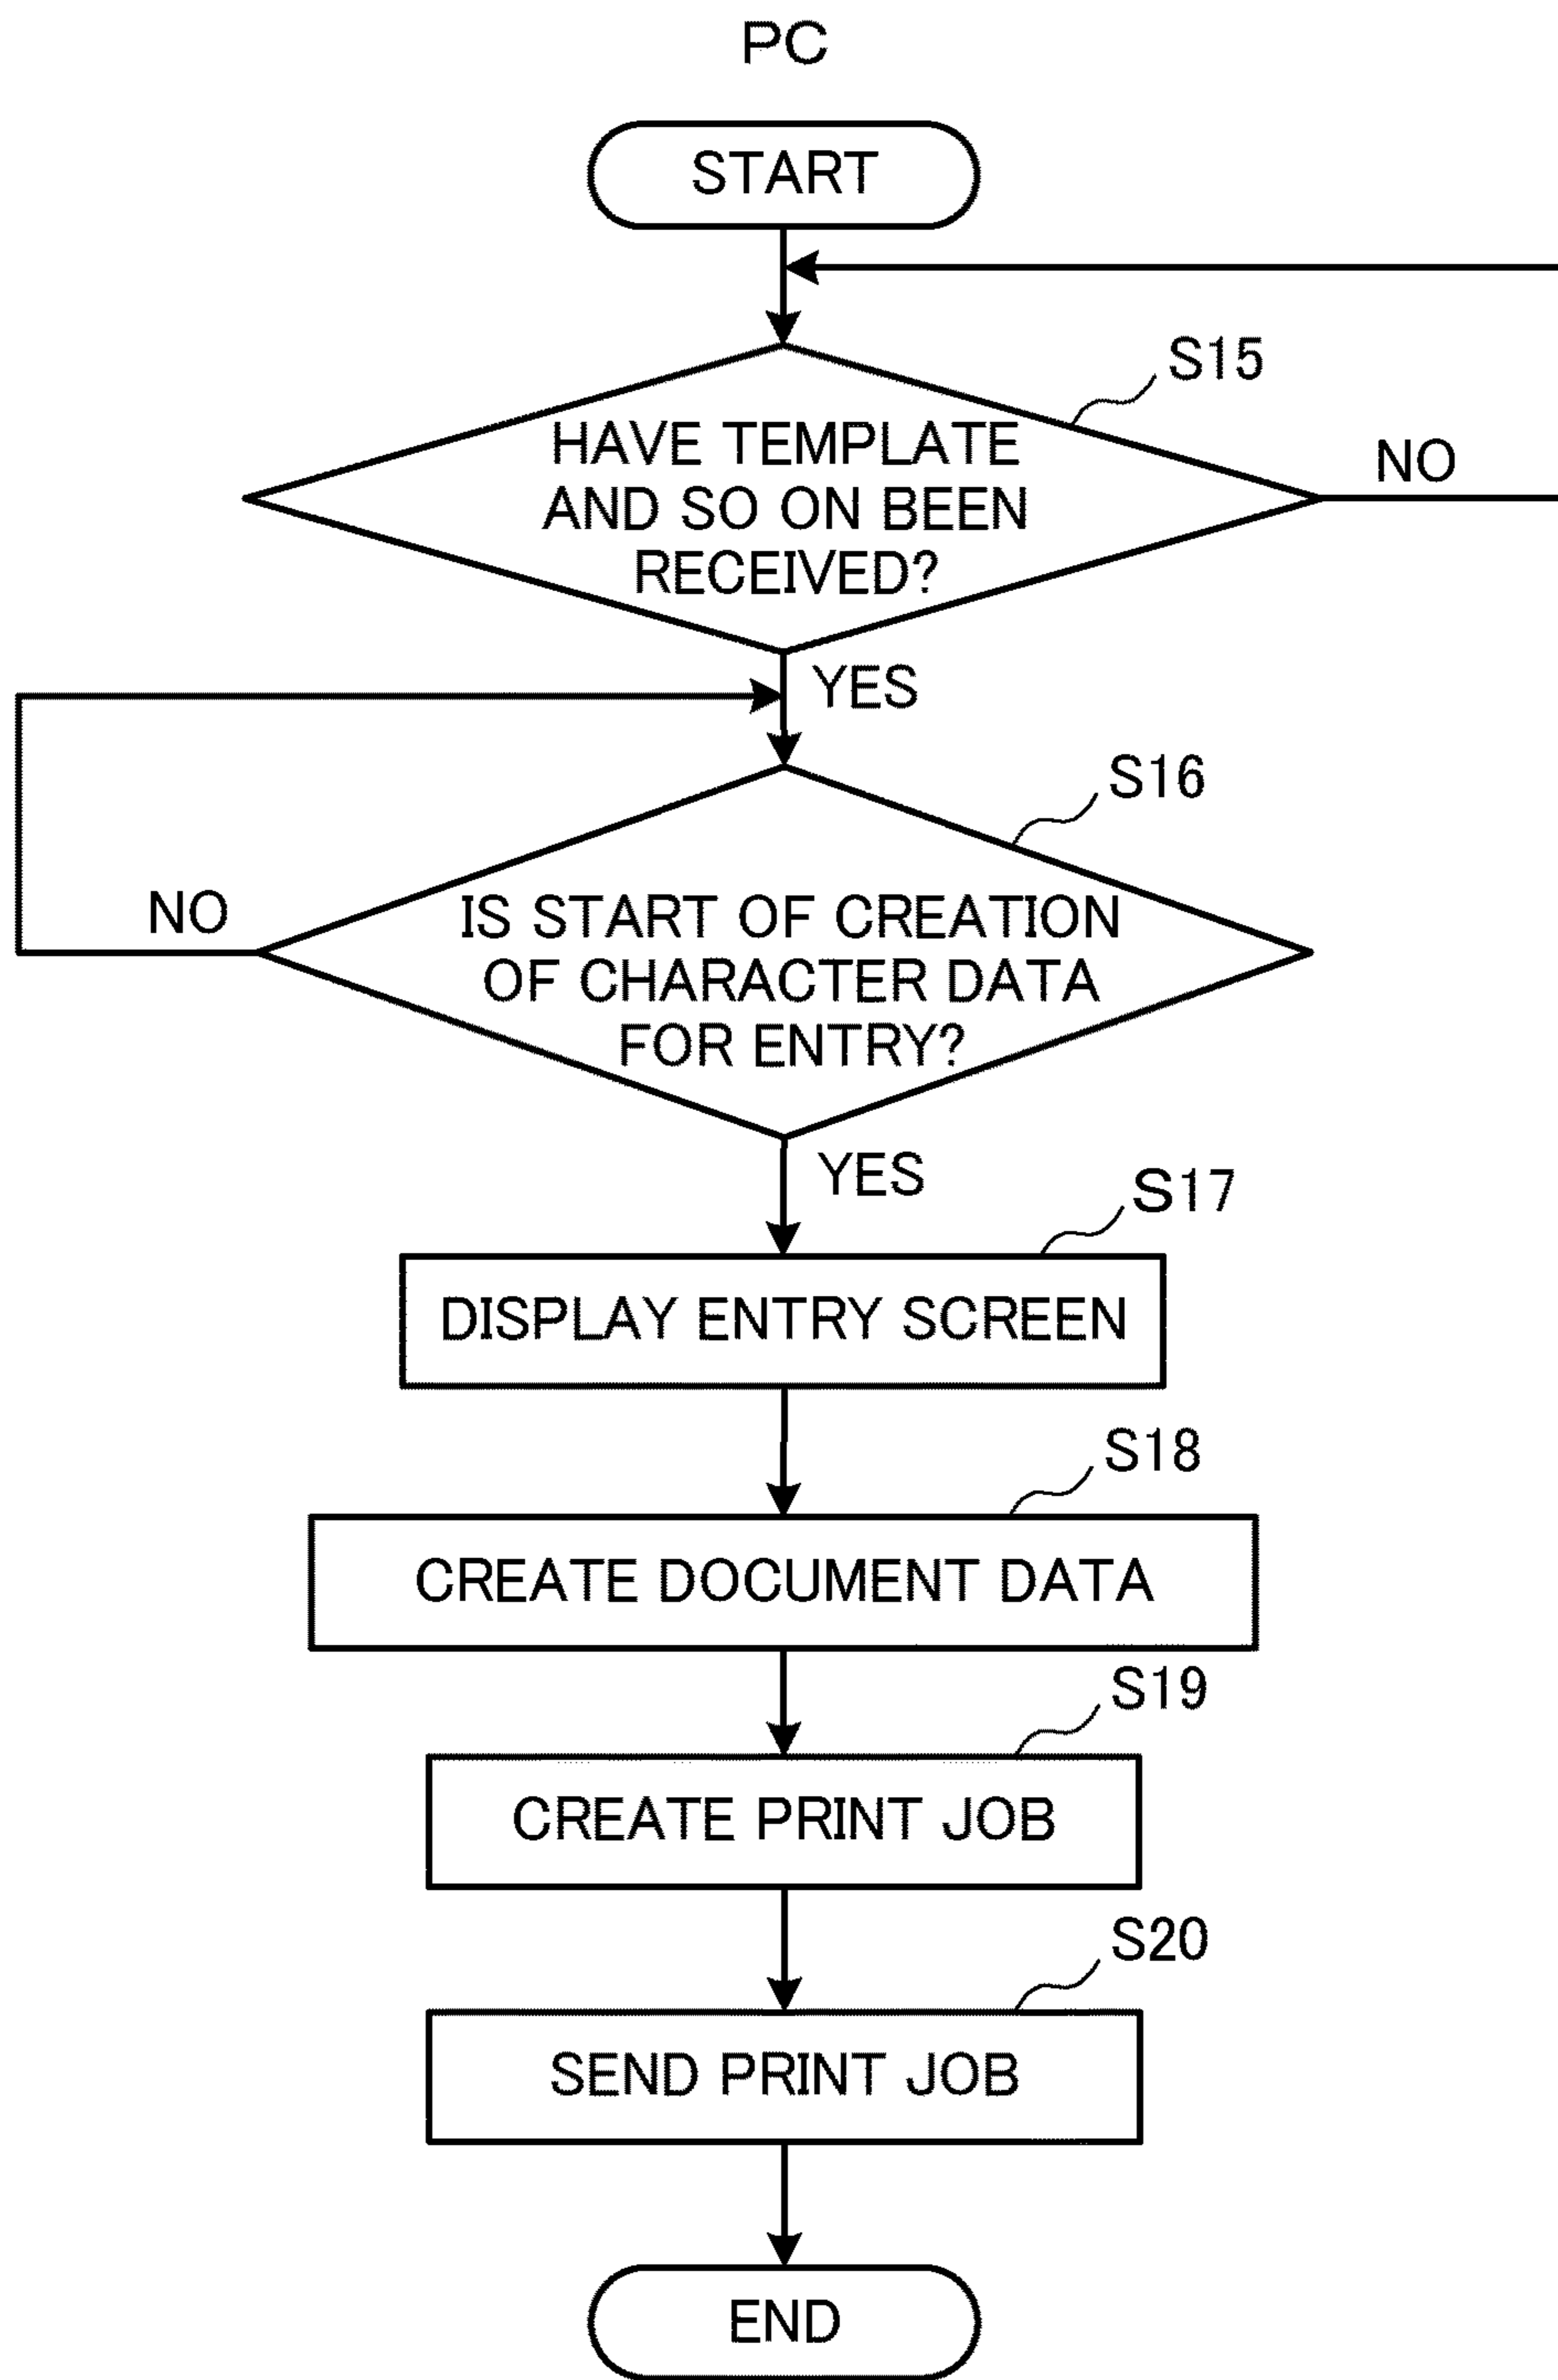 PC
START
S15
HAVE TEMPLATE
AND SO ON BEEN
RECEIVED?
NO
YES
S16
IS START OF CREATION
OF CHARACTER DATA
FOR ENTRY?
NO
YES
S17
DISPLAY ENTRY SCREEN
S18
CREATE DOCUMENT DATA
S19
CREATE PRINT JOB
S20
SEND PRINT JOB
END